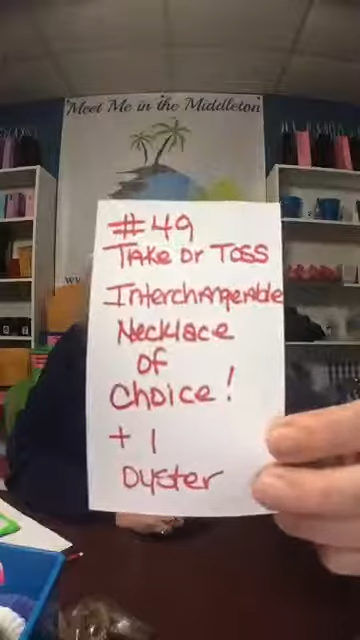 Meet Me in the Middleton
#49
Take or Toss
Interchangeable
Necklace
of
Choice!
+ 1
Oyster